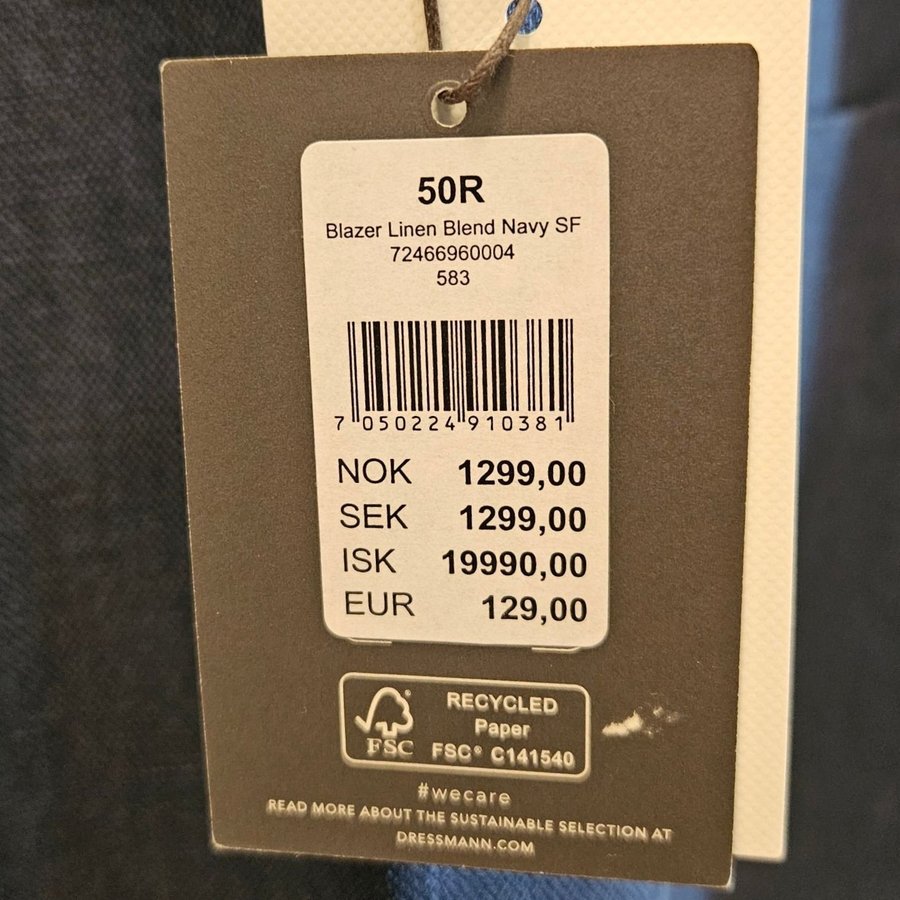 50R
Blazer Linen Blend Navy SF
72466960004
583
7 050224 910381
NOK 1299,00
SEK 1299,00
ISK 19990,00
EUR 129,00
FSC®
RECYCLED
Paper
FSC® C141540
#wecare
READ MORE ABOUT THE SUSTAINABLE SELECTION AT
DRESSMANN.COM